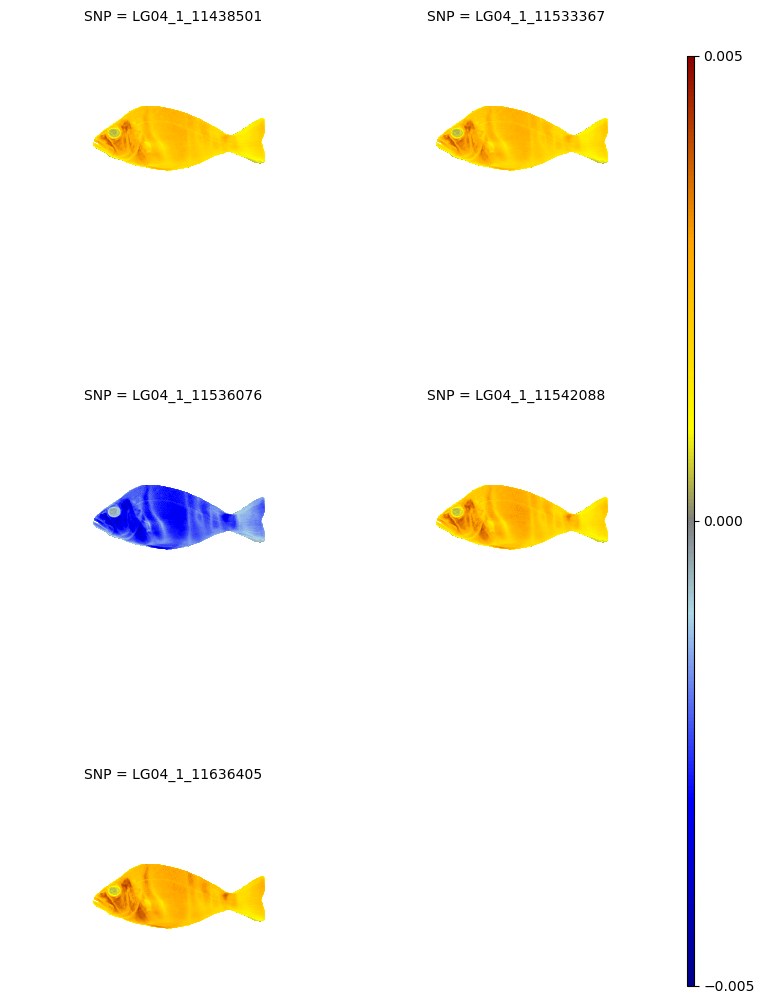 SNP = LG04_1_11438501
SNP = LG04_1_11533367
0.005
SNP = LG04_1_11536076
SNP = LG04_1_11542088
0.000
SNP = LG04_1_11636405
−0.005